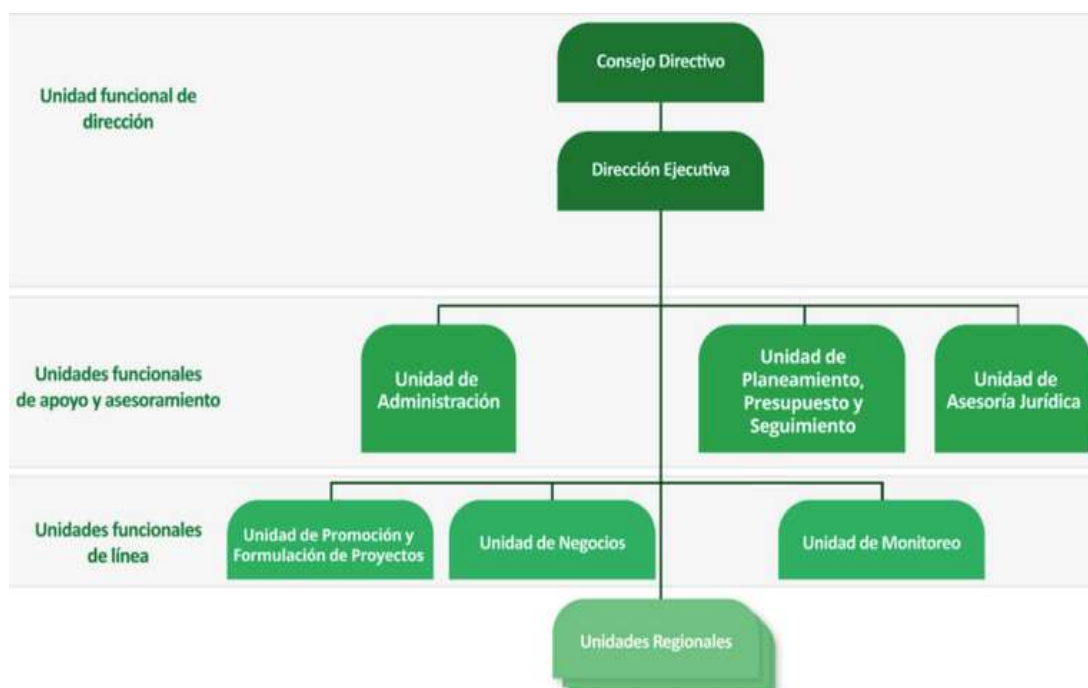 Consejo Directivo
Unidad funcional de
dirección
Dirección Ejecutiva
Unidades funcionales
de apoyo y asesoramiento
Unidad de
Administración
Unidad de
Planeamiento,
Presupuesto y
Seguimiento
Unidad de
Asesoría Jurídica
Unidades funcionales
de línea
Unidad de Promoción y
Formulación de Proyectos
Unidad de Negocios
Unidad de Monitoreo
Unidades Regionales